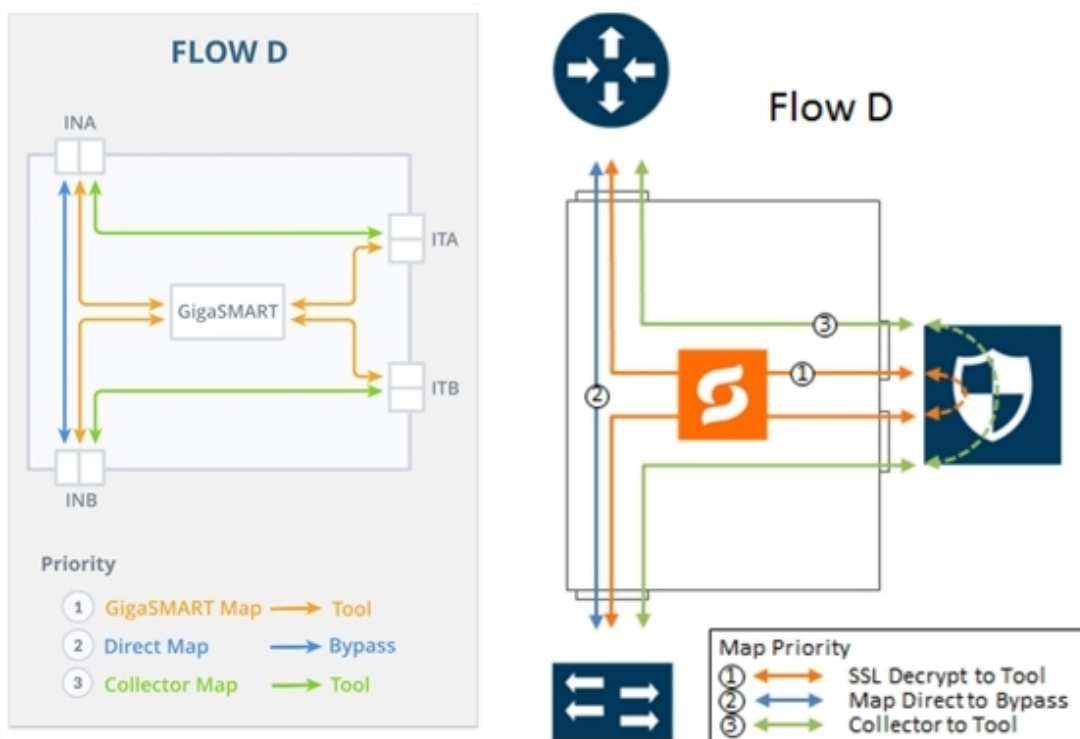 FLOW D
INA
ITA
GigaSMART
ITB
INB
Priority
1 GigaSMART Map Tool
2 Direct Map Bypass
3 Collector Map Tool
Flow D
3
1
2
Map Priority
1 SSL Decrypt to Tool
2 Map Direct to Bypass
3 Collector to Tool